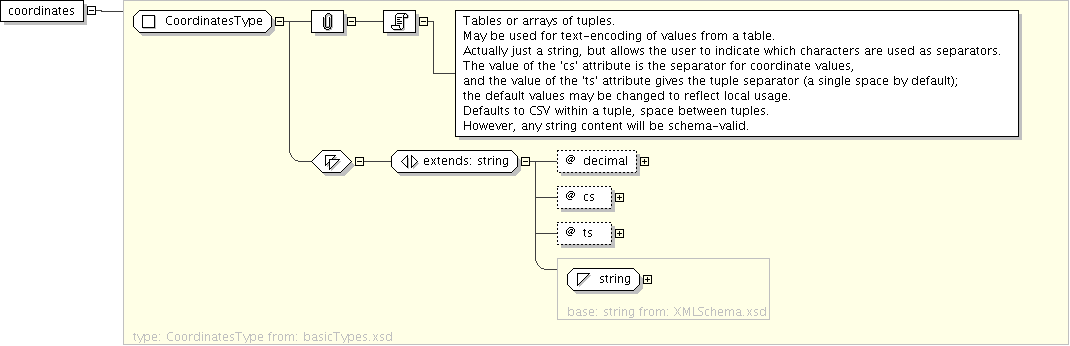 coordinates
CoordinatesType
Tables or arrays of tuples.
May be used for text-encoding of values from a table.
Actually just a string, but allows the user to indicate which characters are used as separators.
The value of the 'cs' attribute is the separator for coordinate values,
and the value of the 'ts' attribute gives the tuple separator (a single space by default);
the default values may be changed to reflect local usage.
Defaults to CSV within a tuple, space between tuples.
However, any string content will be schema-valid.
extends: string
@ decimal
@ cs
@ ts
string
base: string from: XMLSchema.xsd
type: CoordinatesType from: basicTypes.xsd